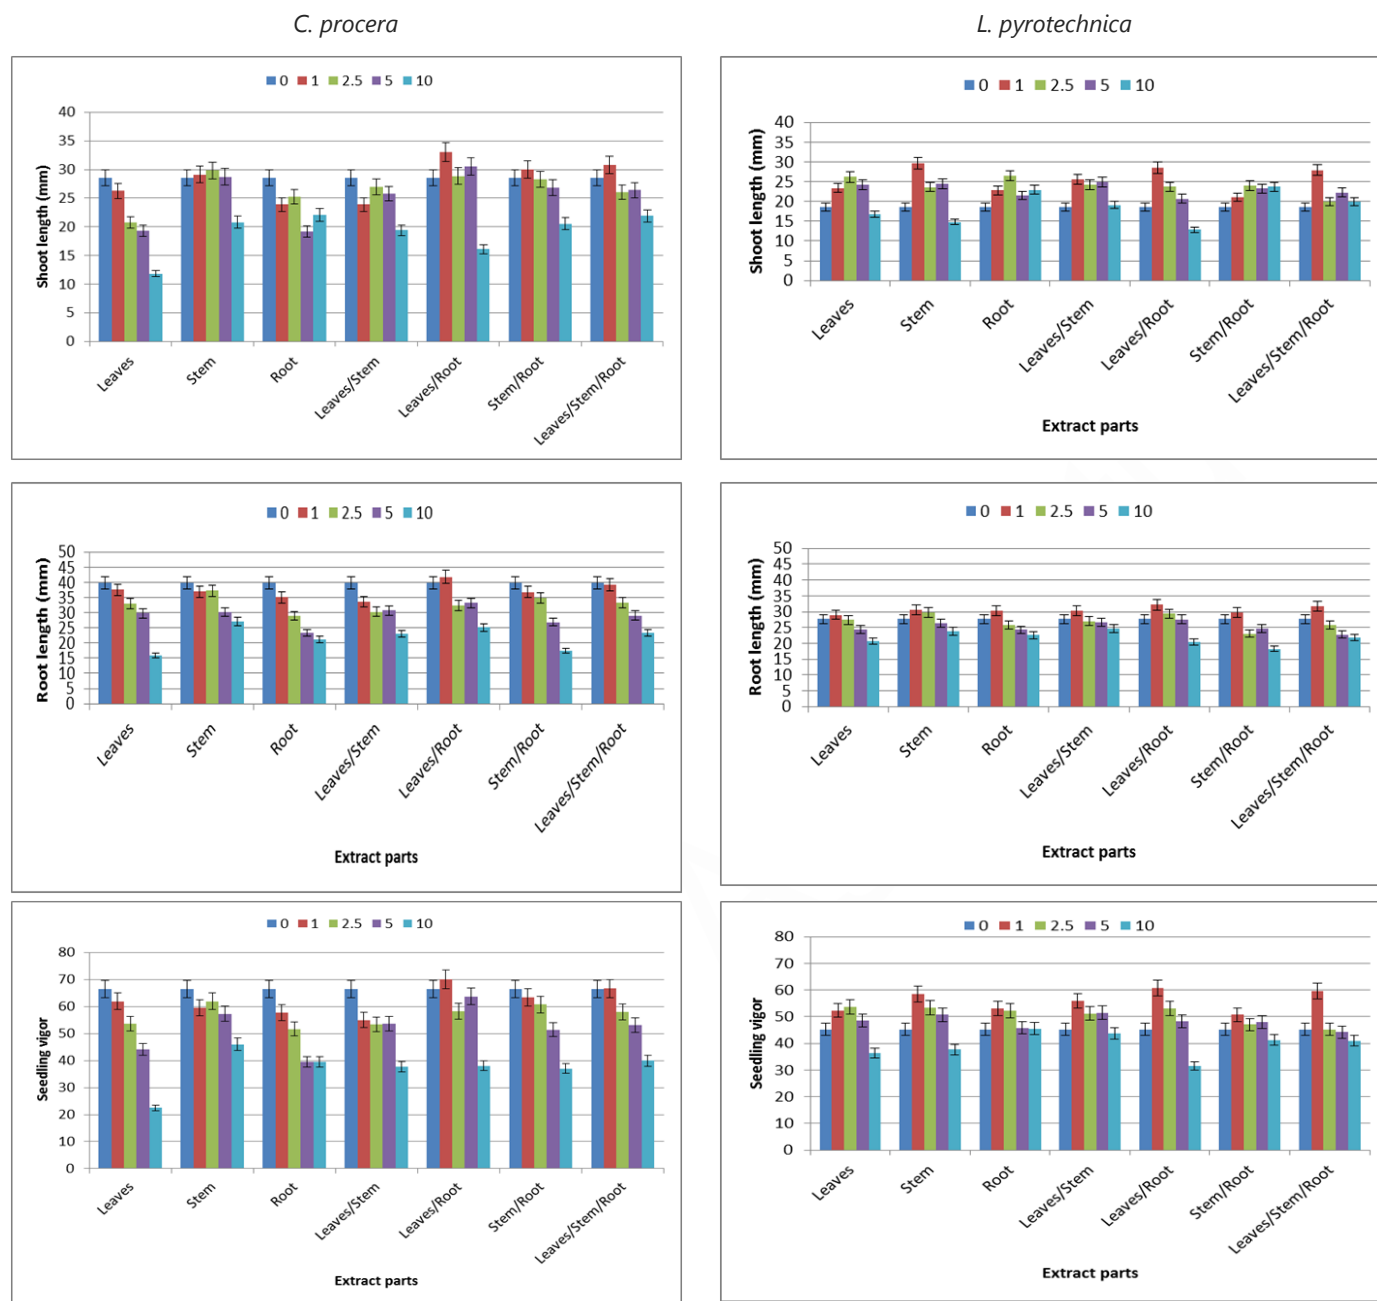 C. procera
L. pyrotechnica
0 1 2.5 5 10
Shoot length (mm)
40
35
30
25
20
15
10
5
0
Leaves
Stem
Root
Leaves/Stem
Leaves/Root
Stem/Root
Leaves/Stem/Root
0 1 2.5 5 10
Shoot length (mm)
40
35
30
25
20
15
10
5
0
Leaves
Stem
Root
Leaves/Stem
Leaves/Root
Stem/Root
Leaves/Stem/Root
Extract parts
0 1 2.5 5 10
Root length (mm)
50
45
40
35
30
25
20
15
10
5
0
Leaves
Stem
Root
Leaves/Stem
Leaves/Root
Stem/Root
Leaves/Stem/Root
Extract parts
0 1 2.5 5 10
Root length (mm)
50
45
40
35
30
25
20
15
10
5
0
Leaves
Stem
Root
Leaves/Stem
Leaves/Root
Stem/Root
Leaves/Stem/Root
Extract parts
0 1 2.5 5 10
Seedling vigor
80
70
60
50
40
30
20
10
0
Leaves
Stem
Root
Leaves/Stem
Leaves/Root
Stem/Root
Leaves/Stem/Root
Extract parts
0 1 2.5 5 10
Seedling vigor
80
70
60
50
40
30
20
10
0
Leaves
Stem
Root
Leaves/Stem
Leaves/Root
Stem/Root
Leaves/Stem/Root
Extract parts